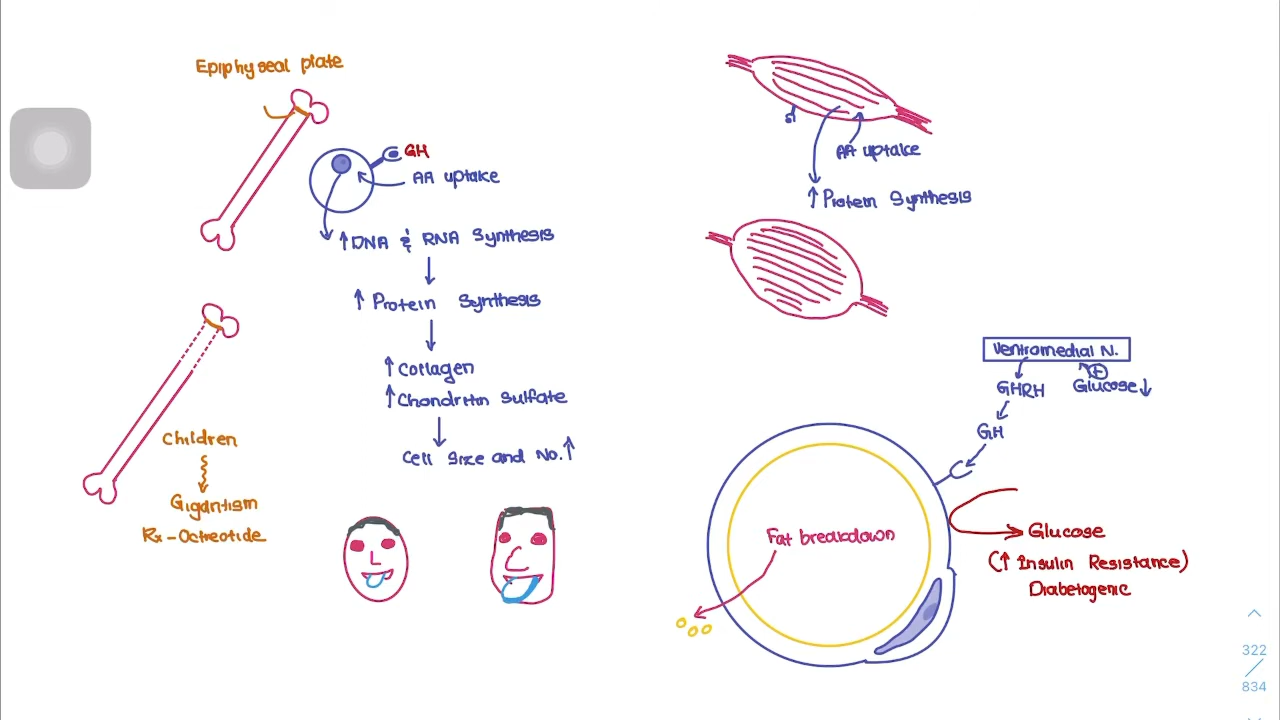 Epiphyseal plate
GH
AA uptake
↑DNA & RNA Synthesis
↑ Protein Synthesis
↑ Collagen
↑ Chondritin Sulfate
Cell Size and No.↑
Children
Gigantism
Rx-Octreotide
AA uptake
↑ Protein Synthesis
Ventromedial N.
GHRH
Glucose↓
+
GH
Fat breakdown
Glucose
(↑ Insulin Resistance)
Diabetogenic
322
834